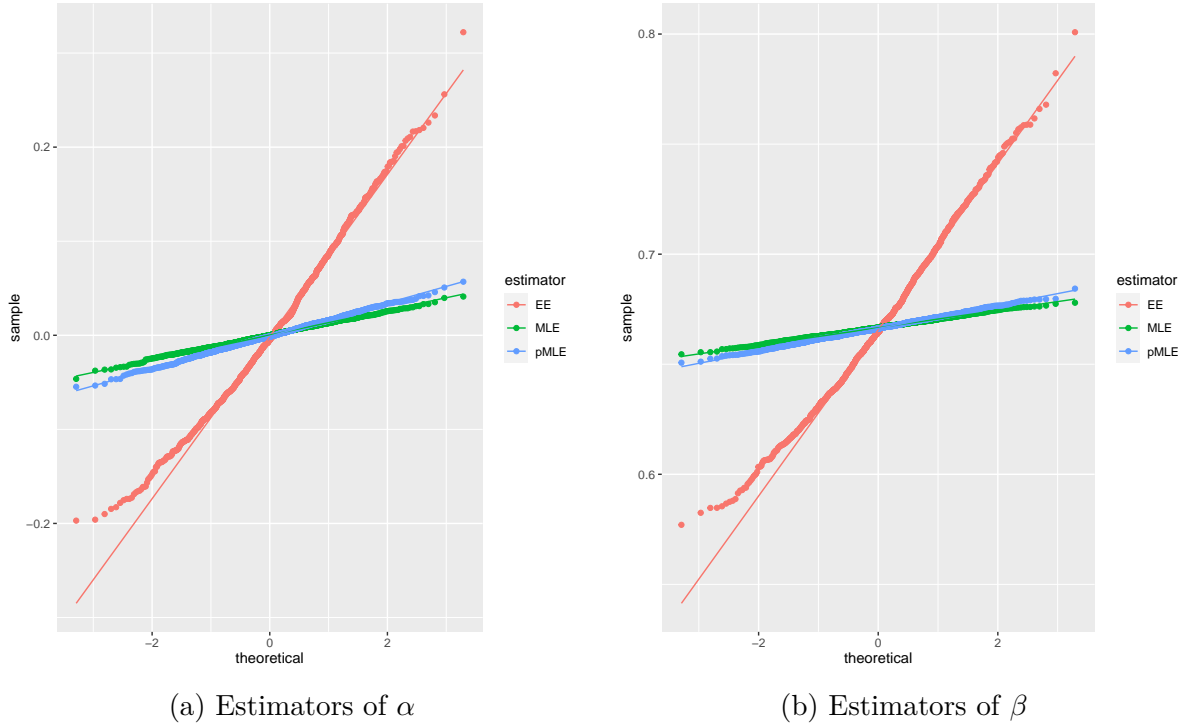 0.2
0.0
−0.2
sample
−2
0
2
theoretical
estimator
EE
MLE
pMLE
(a) Estimators of α
0.8
0.7
0.6
sample
−2
0
2
theoretical
estimator
EE
MLE
pMLE
(b) Estimators of β